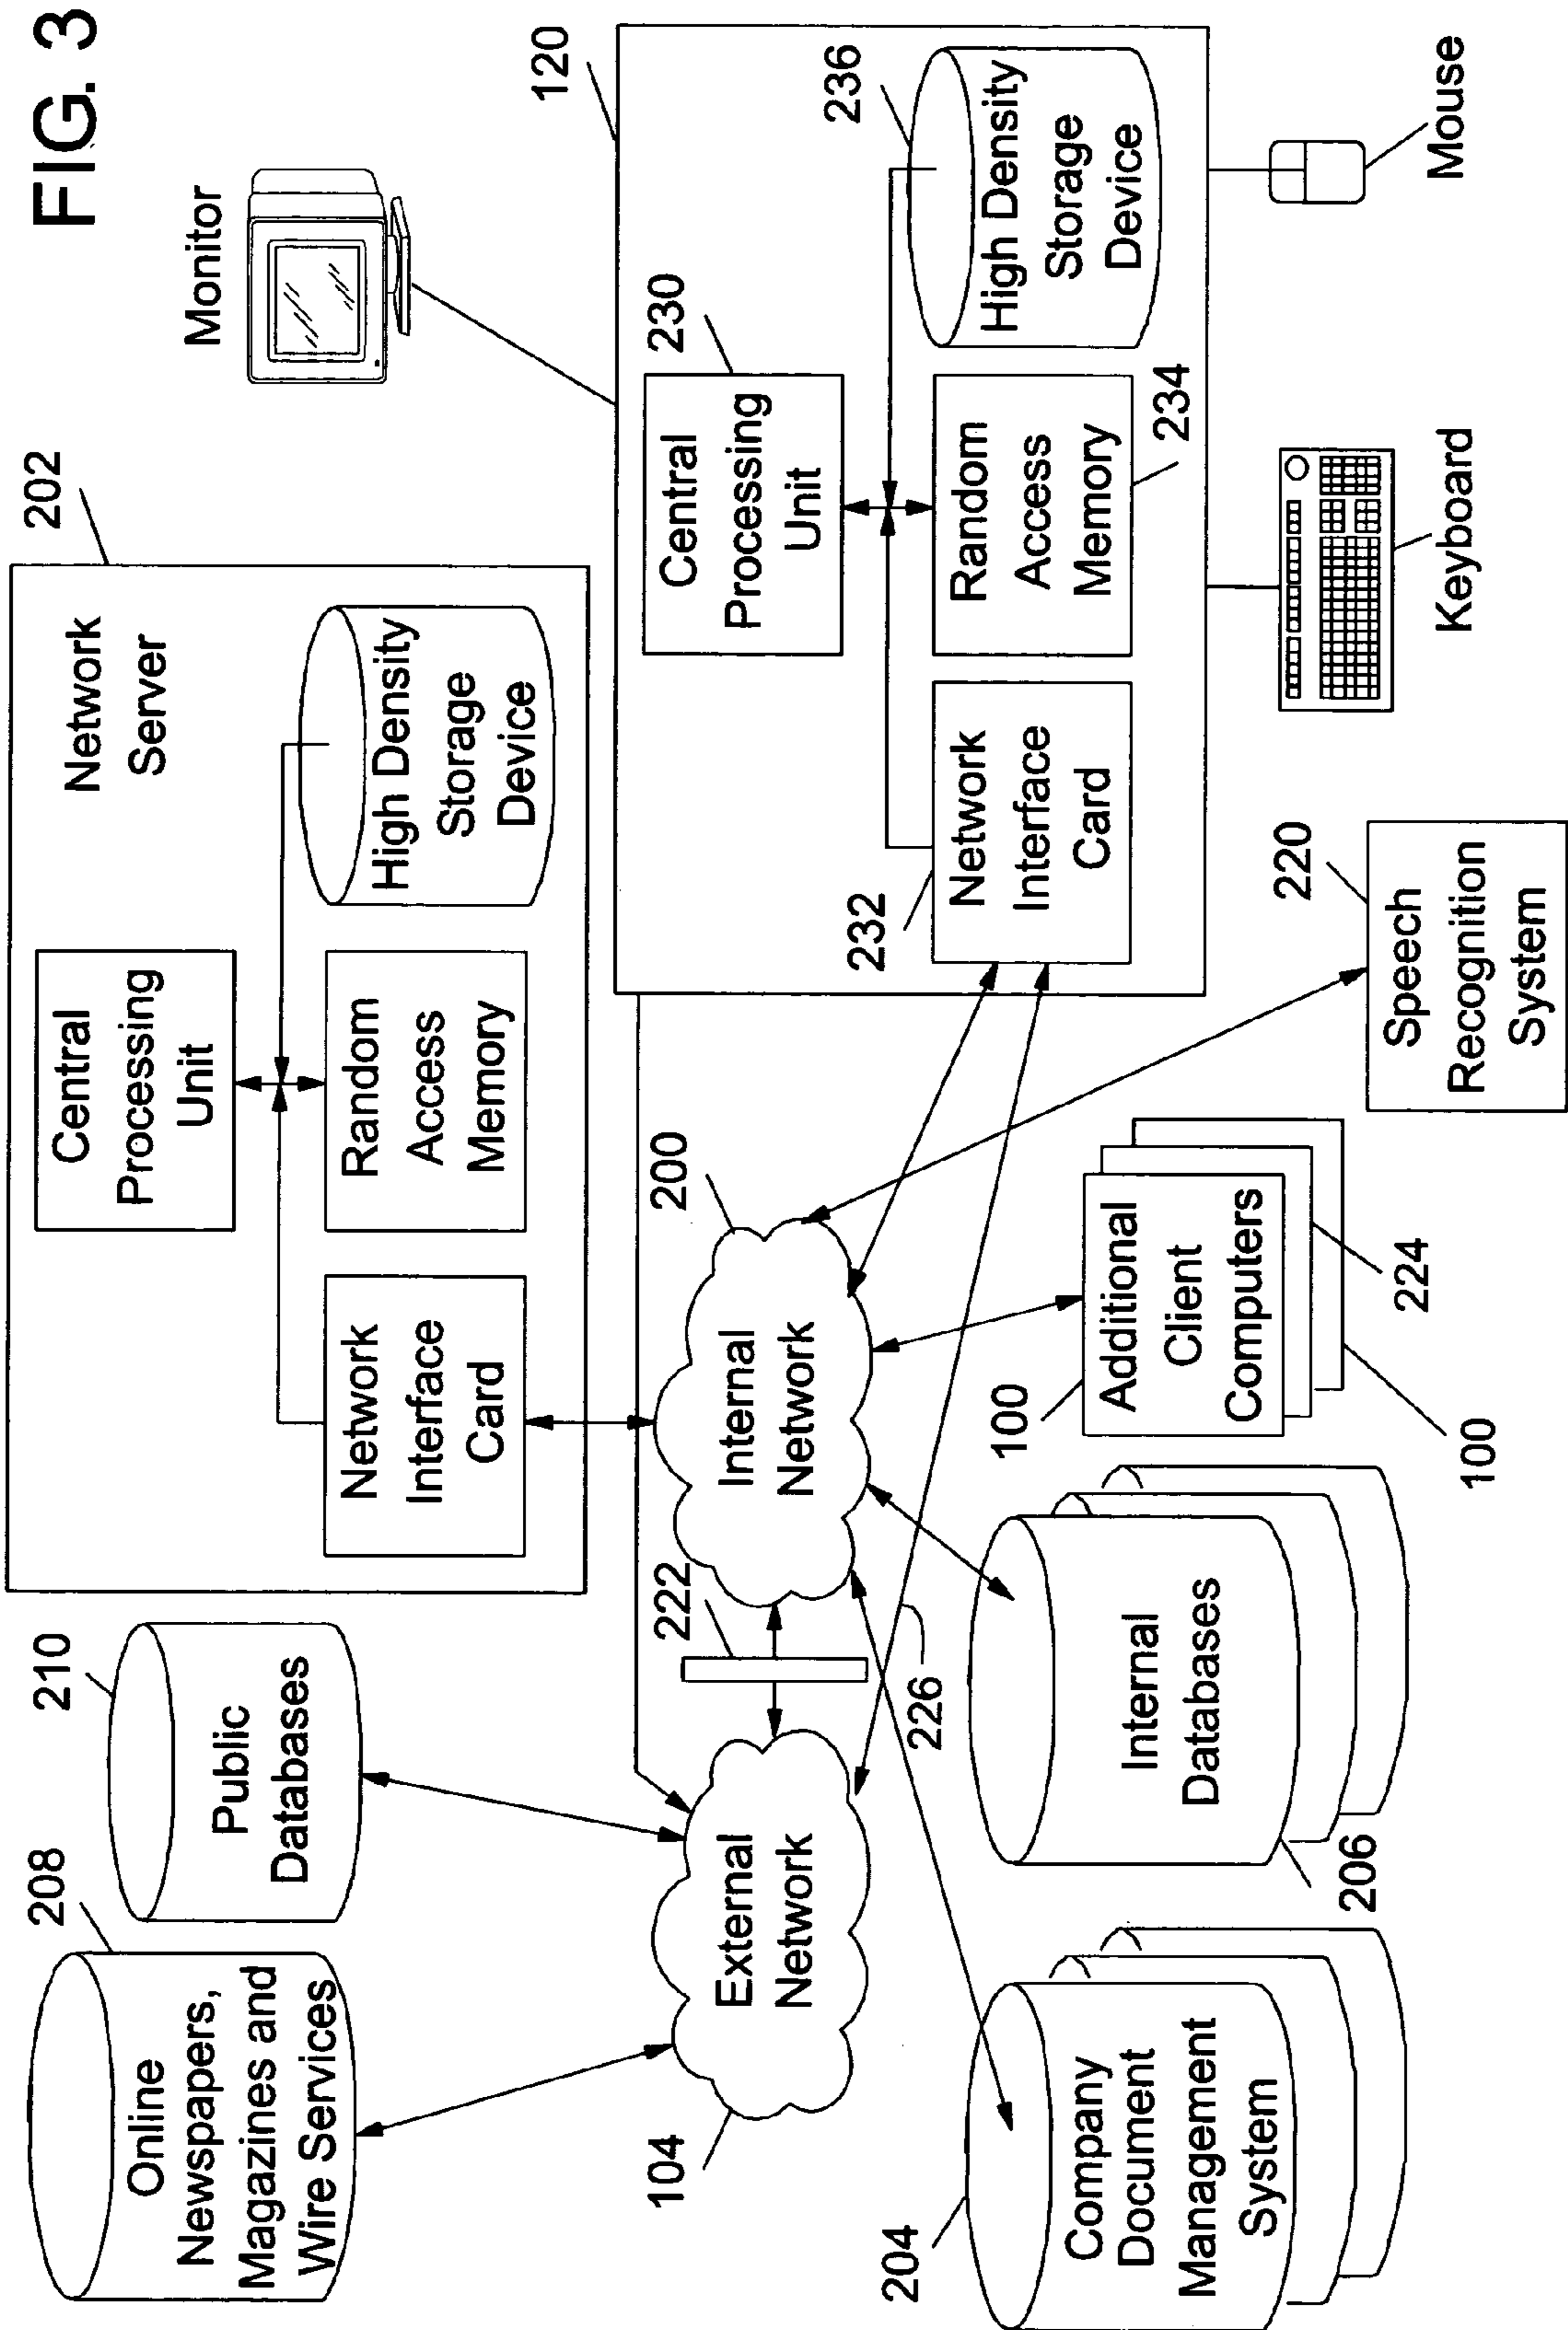 FIG. 3
208
Online
Newspapers,
Magazines and
Wire Services
210
Public
Databases
202
Network
Server
Central
Processing
Unit
Network
Interface
Card
Random
Access
Memory
High Density
Storage
Device
Monitor
104
External
Network
222
226
200
Internal
Network
120
230
Central
Processing
Unit
232
Network
Interface
Card
Random
Access
Memory
234
236
High Density
Storage
Device
204
Company
Document
Management
System
206
Internal
Databases
100
Additional
Client
Computers
100
224
220
Speech
Recognition
System
Keyboard
Mouse